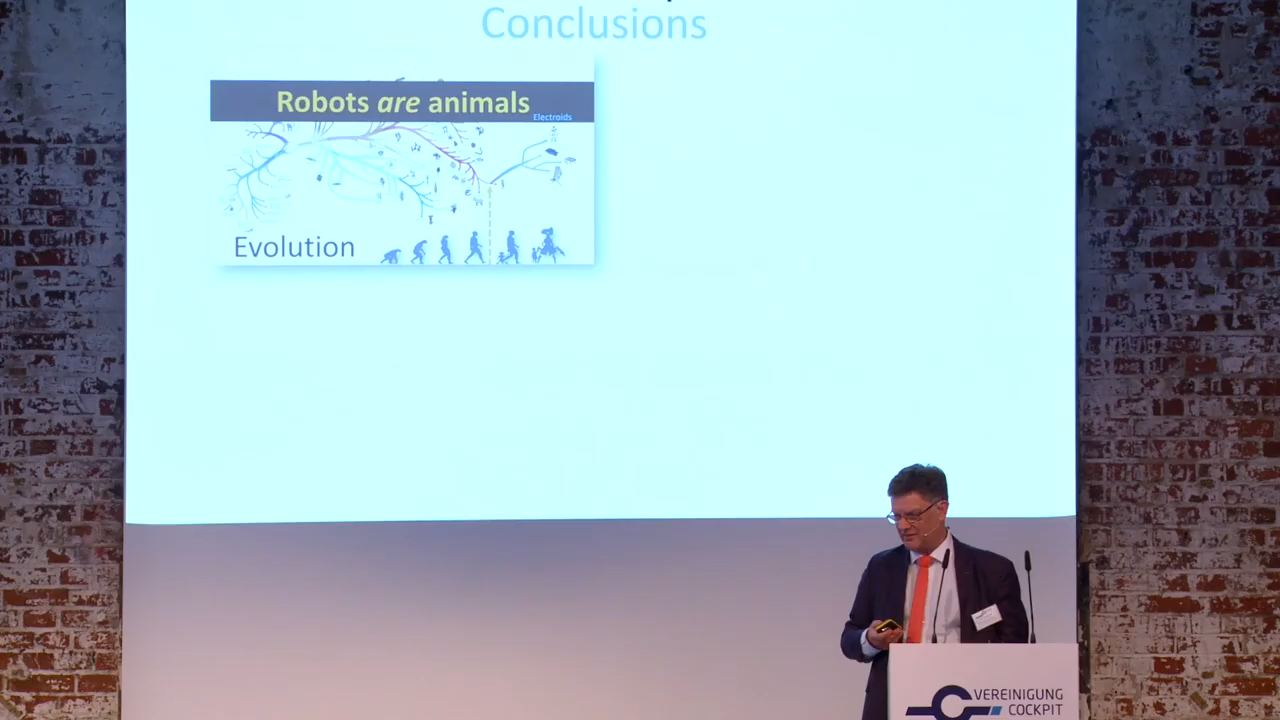 Conclusions
Robots are animals
Electroids
Evolution
VEREINIGUNG
COCKPIT